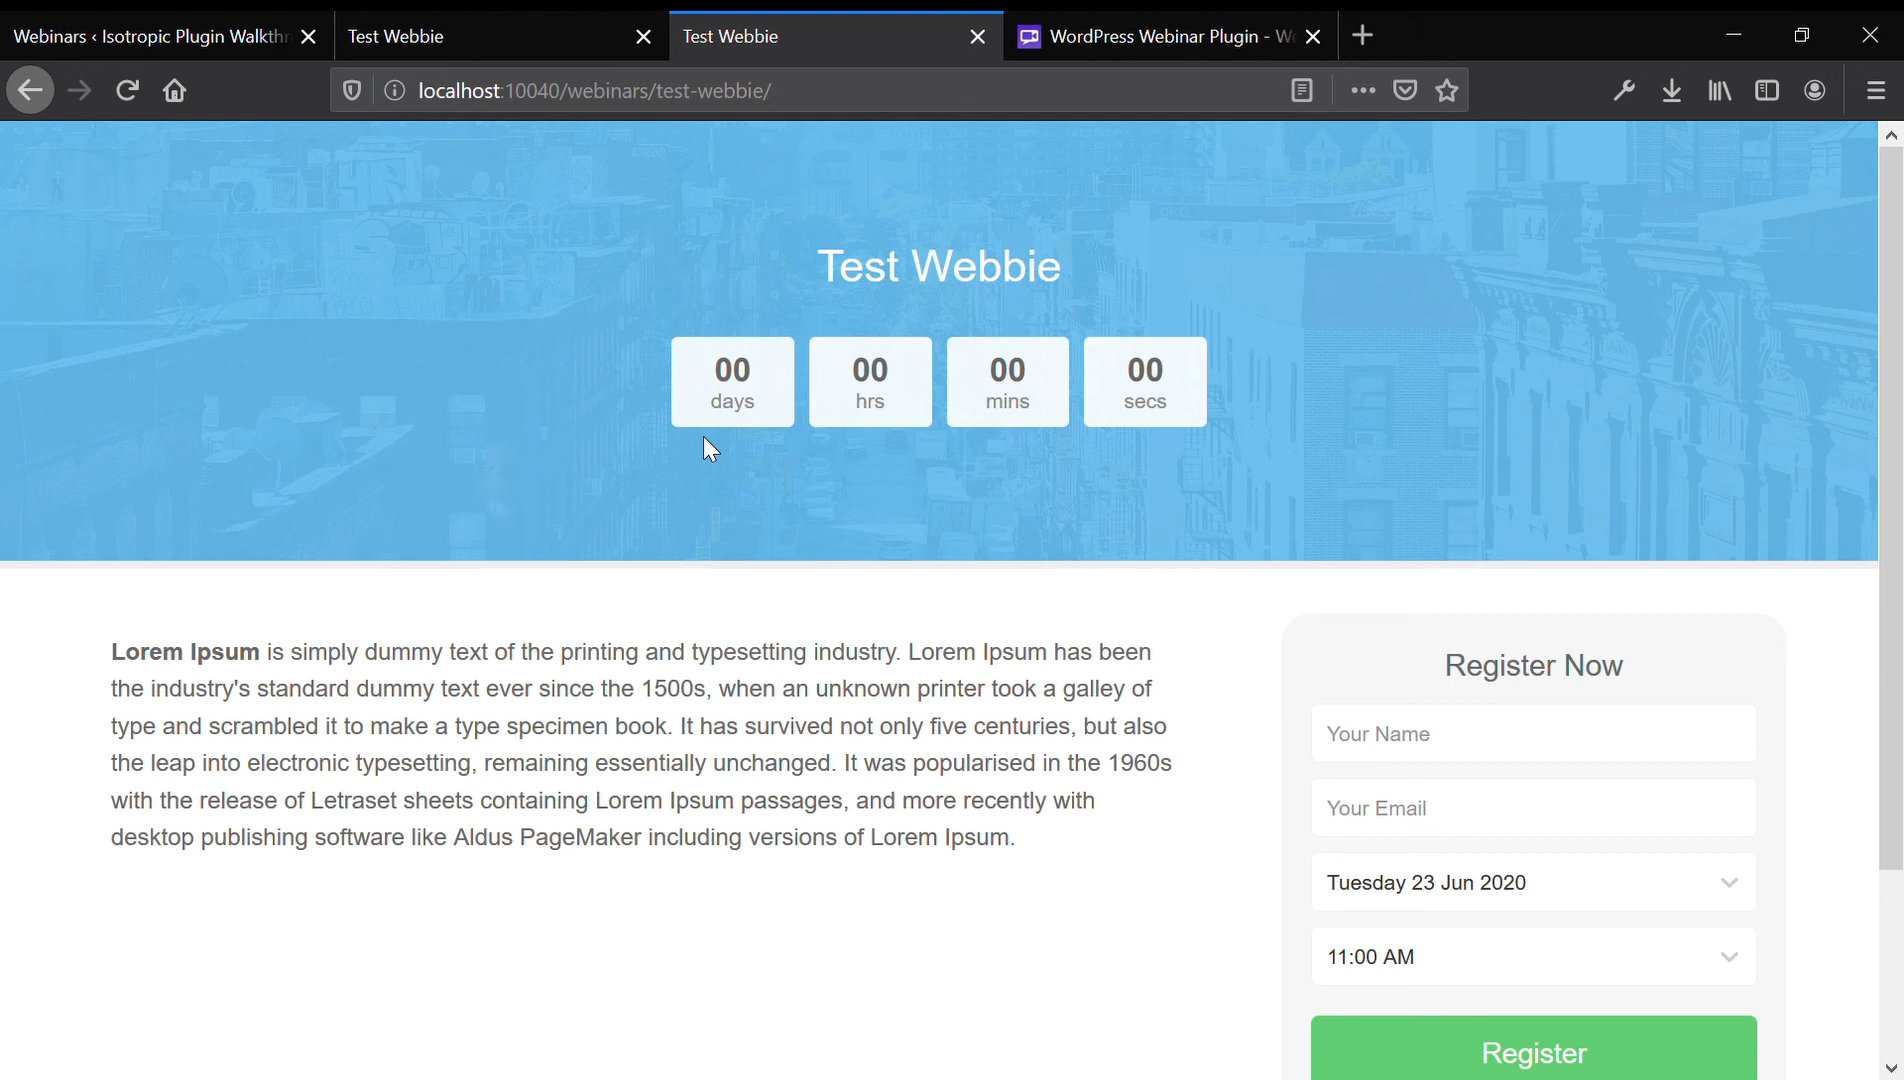 Webinars ‹ Isotropic Plugin Walkthr
Test Webbie
Test Webbie
WordPress Webinar Plugin - We
localhost:10040/webinars/test-webbie/
Test Webbie
00 00 00 00
days hrs mins secs
Lorem Ipsum is simply dummy text of the printing and typesetting industry. Lorem Ipsum has been
the industry's standard dummy text ever since the 1500s, when an unknown printer took a galley of
type and scrambled it to make a type specimen book. It has survived not only five centuries, but also
the leap into electronic typesetting, remaining essentially unchanged. It was popularised in the 1960s
with the release of Letraset sheets containing Lorem Ipsum passages, and more recently with
desktop publishing software like Aldus PageMaker including versions of Lorem Ipsum.
Register Now
Your Name
Your Email
Tuesday 23 Jun 2020
11:00 AM
Register